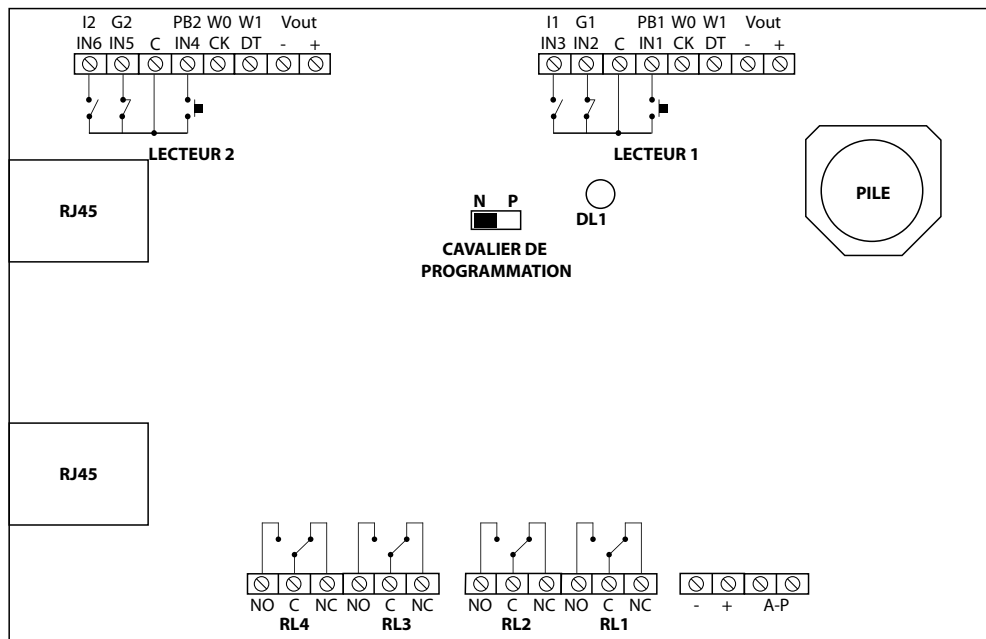 I2 G2 PB2 W0 W1 Vout
IN6 IN5 C IN4 CK DT - +
LECTEUR 2
I1 G1 PB1 W0 W1 Vout
IN3 IN2 C IN1 CK DT - +
LECTEUR 1
RJ45
N P
CAVALIER DE
PROGRAMMATION
DL1
PILE
RJ45
NO C NC NO C NC NO C NC NO C NC - + A-P
RL4 RL3 RL2 RL1